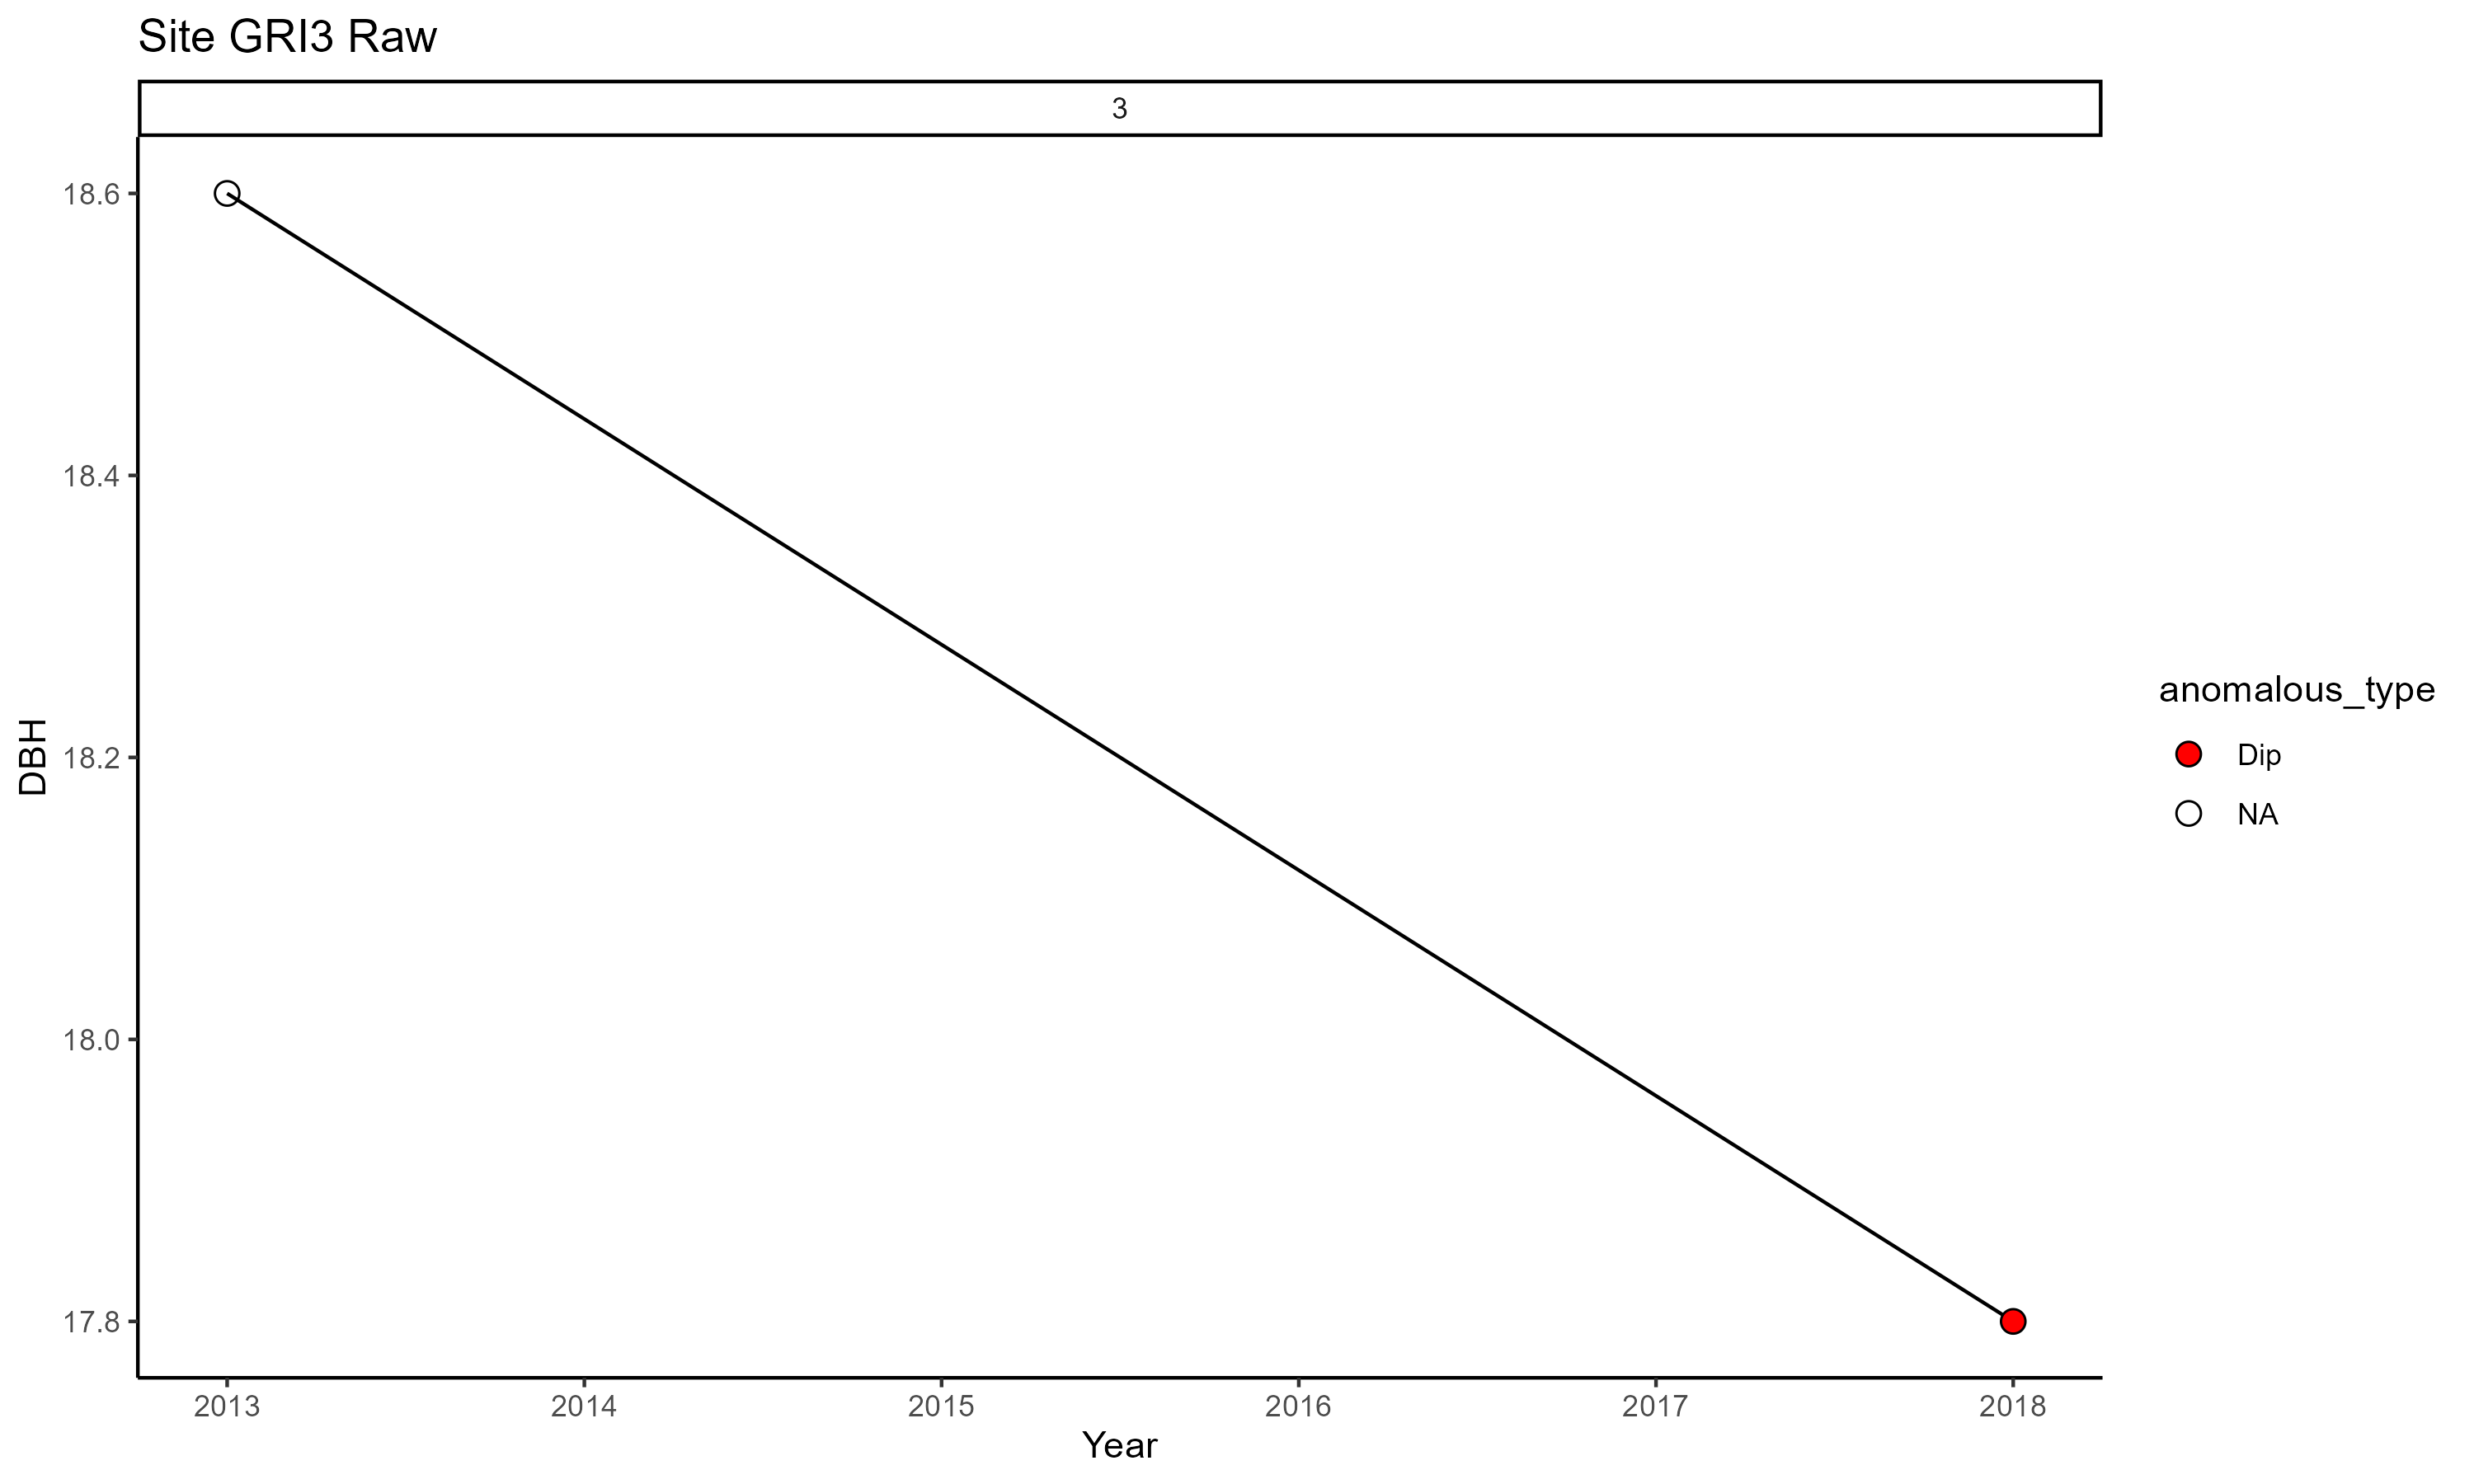 Site GRI3 Raw
3
18.6
18.4
18.2
18.0
17.8
DBH
2013 2014 2015 2016 2017 2018
Year
anomalous_type
Dip
NA